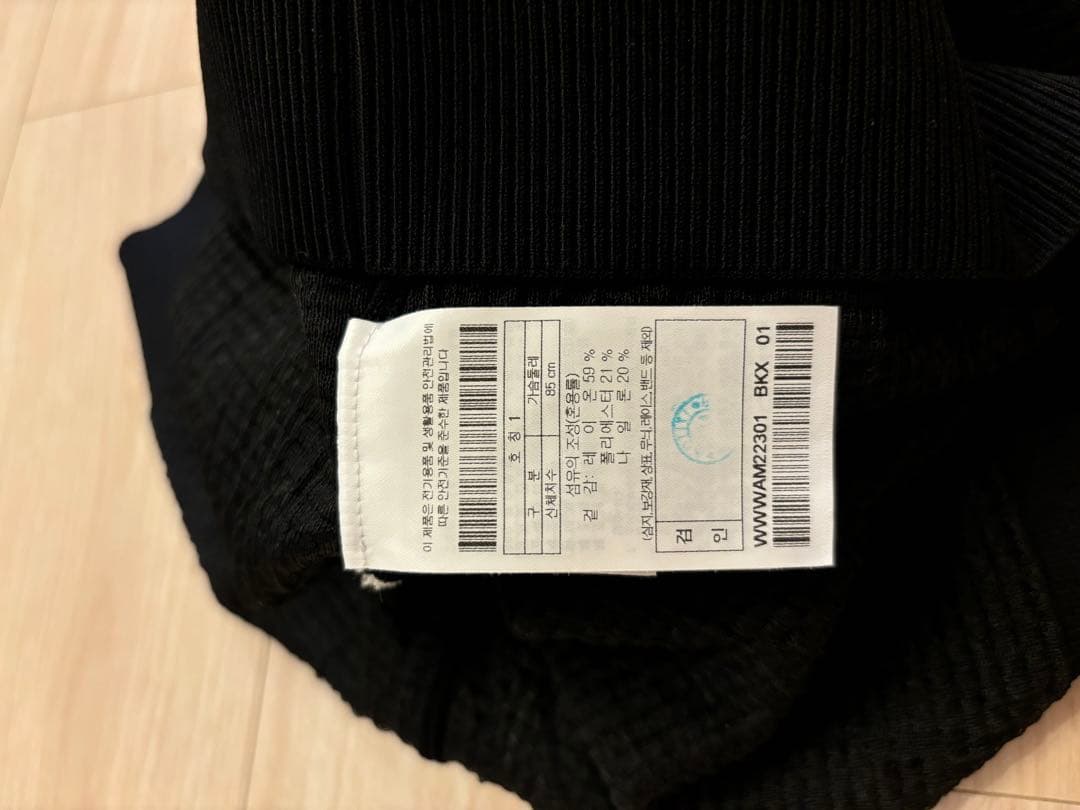 이 제품은 전기용품 및 생활용품 안전관리법에
따른 안전기준을 준수한 제품입니다
호 칭 1
구 분 가슴둘레
신체치수 85 cm
섬유의 조성(혼용률)
겉 감: 레 이 온 59 %
폴리에스터 21 %
나 일 론 20 %
(심지,보강재,상표,무늬,레이스,밴드 등 제외)
검
인
WWWAM22301 BKX 01